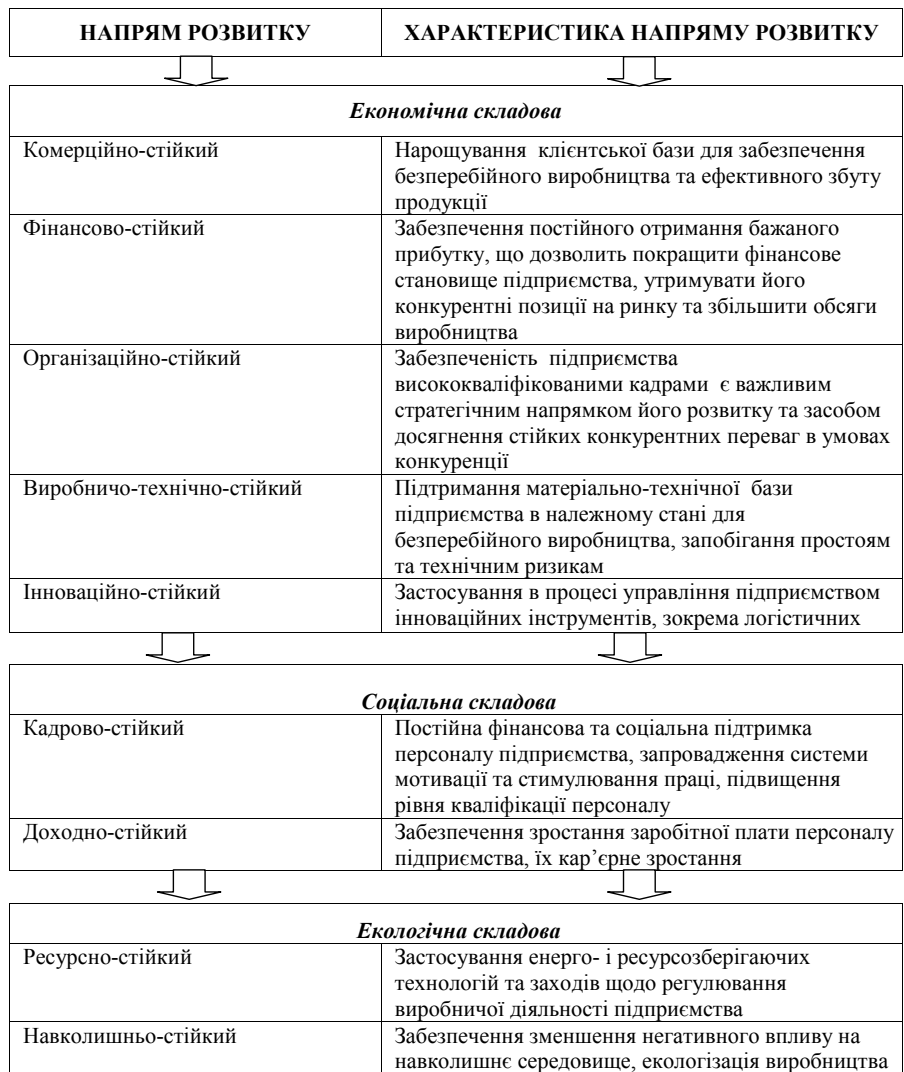 НАПРЯМ РОЗВИТКУ
ХАРАКТЕРИСТИКА НАПРЯМУ РОЗВИТКУ
Економічна складова
Комерційно-стійкий
Нарощування клієнтської бази для забезпечення
безперебійного виробництва та ефективного збуту
продукції
Фінансово-стійкий
Забезпечення постійного отримання бажаного
прибутку, що дозволить покращити фінансове
становище підприємства, утримувати його
конкурентні позиції на ринку та збільшити обсяги
виробництва
Організаційно-стійкий
Забезпеченість підприємства
висококваліфікованими кадрами є важливим
стратегічним напрямком його розвитку та засобом
досягнення стійких конкурентних переваг в умовах
конкуренції
Виробничо-технічно-стійкий
Підтримання матеріально-технічної бази
підприємства в належному стані для
безперебійного виробництва, запобігання простоям
та технічним ризикам
Інноваційно-стійкий
Застосування в процесі управління підприємством
інноваційних інструментів, зокрема логістичних
Соціальна складова
Кадрово-стійкий
Постійна фінансова та соціальна підтримка
персоналу підприємства, запровадження системи
мотивації та стимулювання праці, підвищення
рівня кваліфікації персоналу
Доходно-стійкий
Забезпечення зростання заробітної плати персоналу
підприємства, їх кар’єрне зростання
Екологічна складова
Ресурсно-стійкий
Застосування енерго- і ресурсозберігаючих
технологій та заходів щодо регулювання
виробничої діяльності підприємства
Навколишньо-стійкий
Забезпечення зменшення негативного впливу на
навколишнє середовище, екологізація виробництва